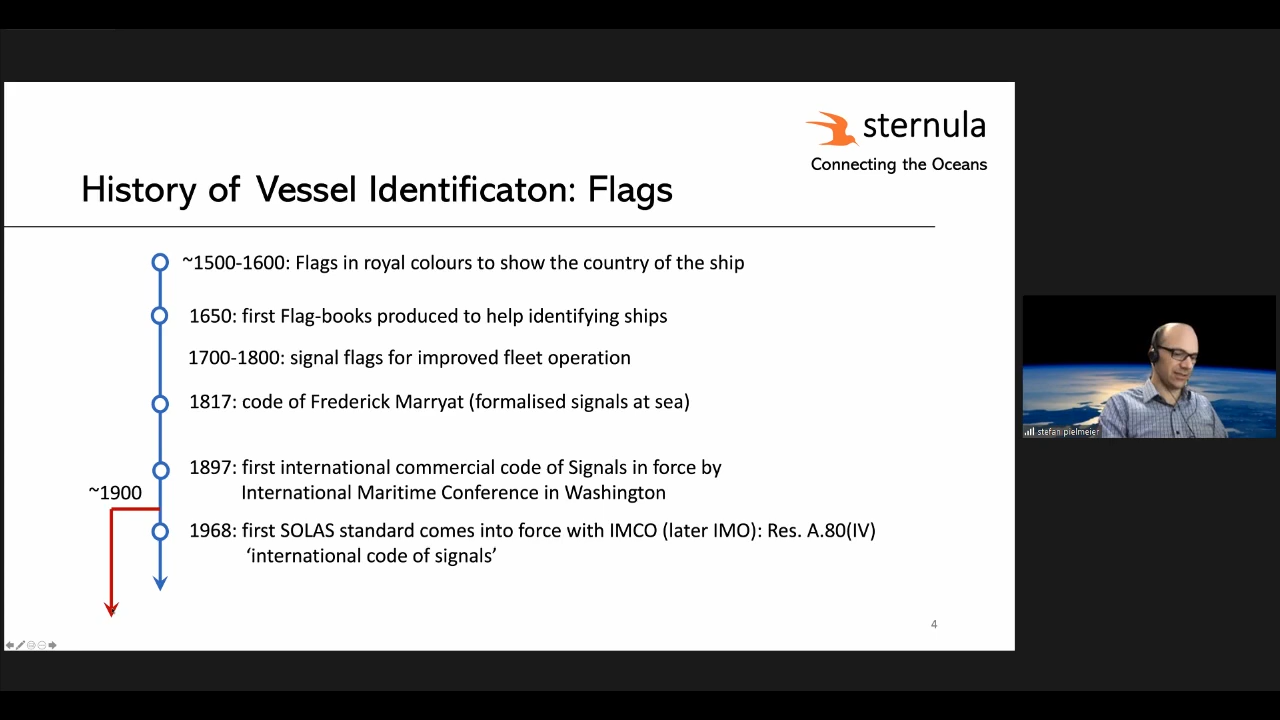 sternula
Connecting the Oceans
History of Vessel Identificaton: Flags
~1500-1600: Flags in royal colours to show the country of the ship
1650: first Flag-books produced to help identifying ships
1700-1800: signal flags for improved fleet operation
1817: code of Frederick Marryat (formalised signals at sea)
1897: first international commercial code of Signals in force by
International Maritime Conference in Washington
~1900
1968: first SOLAS standard comes into force with IMCO (later IMO): Res. A.80(IV)
‘international code of signals’
4
stefan pielmeier